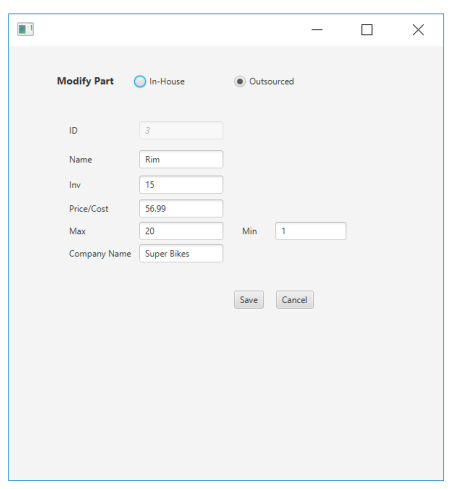 Modify Part In-House Outsourced
ID 3
Name Rim
Inv 15
Price/Cost 56.99
Max 20 Min 1
Company Name Super Bikes
Save Cancel